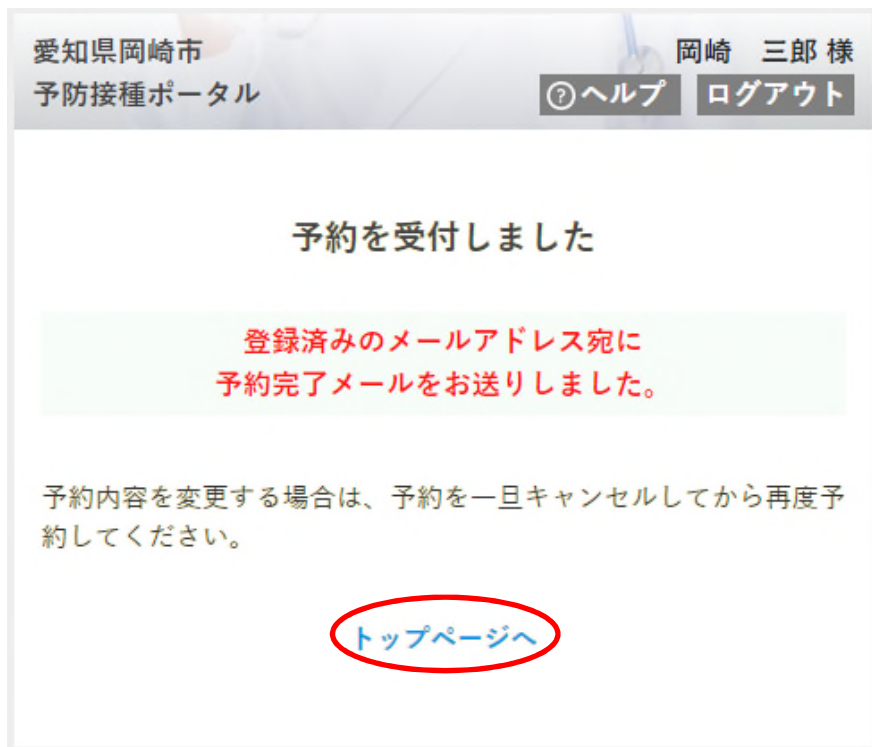 愛知県岡崎市
岡崎　三郎 様
予防接種ポータル
?ヘルプ
ログアウト
予約を受付しました
登録済みのメールアドレス宛に
予約完了メールをお送りしました。
予約内容を変更する場合は、予約を一旦キャンセルしてから再度予
約してください。
トップページへ